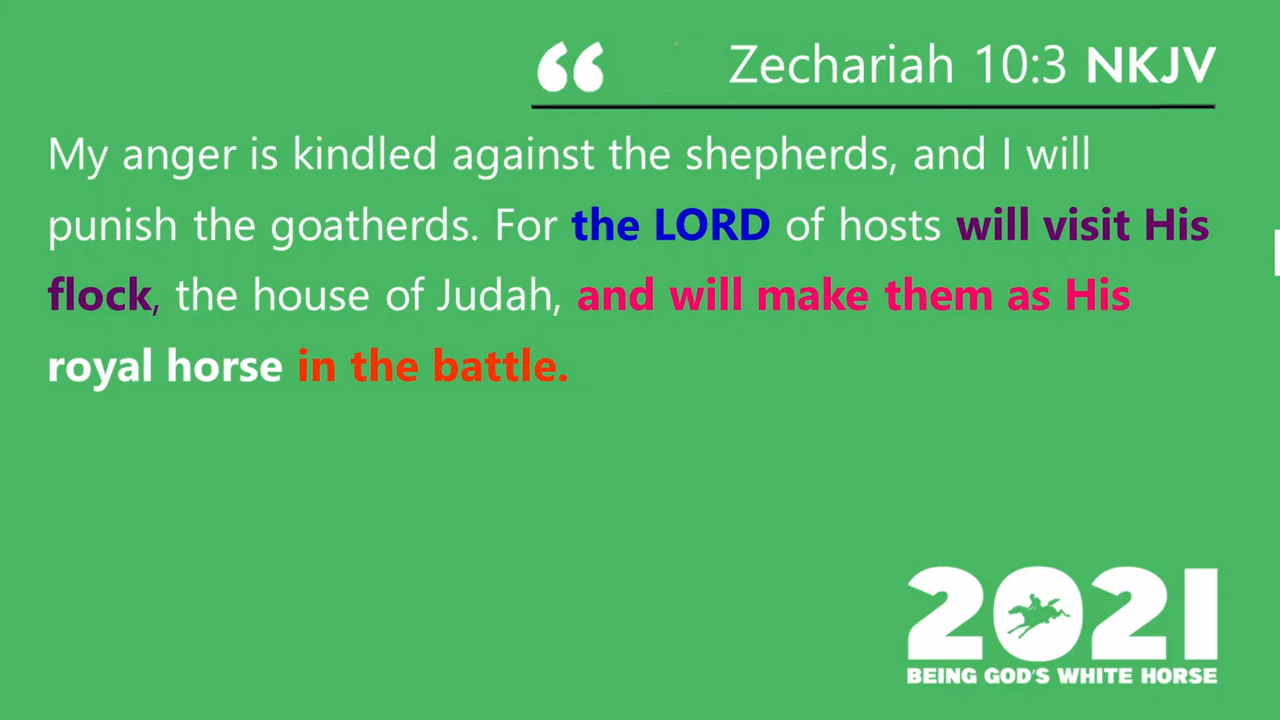 “ Zechariah 10:3 NKJV
My anger is kindled against the shepherds, and I will
punish the goatherds. For the LORD of hosts will visit His
flock, the house of Judah, and will make them as His
royal horse in the battle.
2021
BEING GOD'S WHITE HORSE